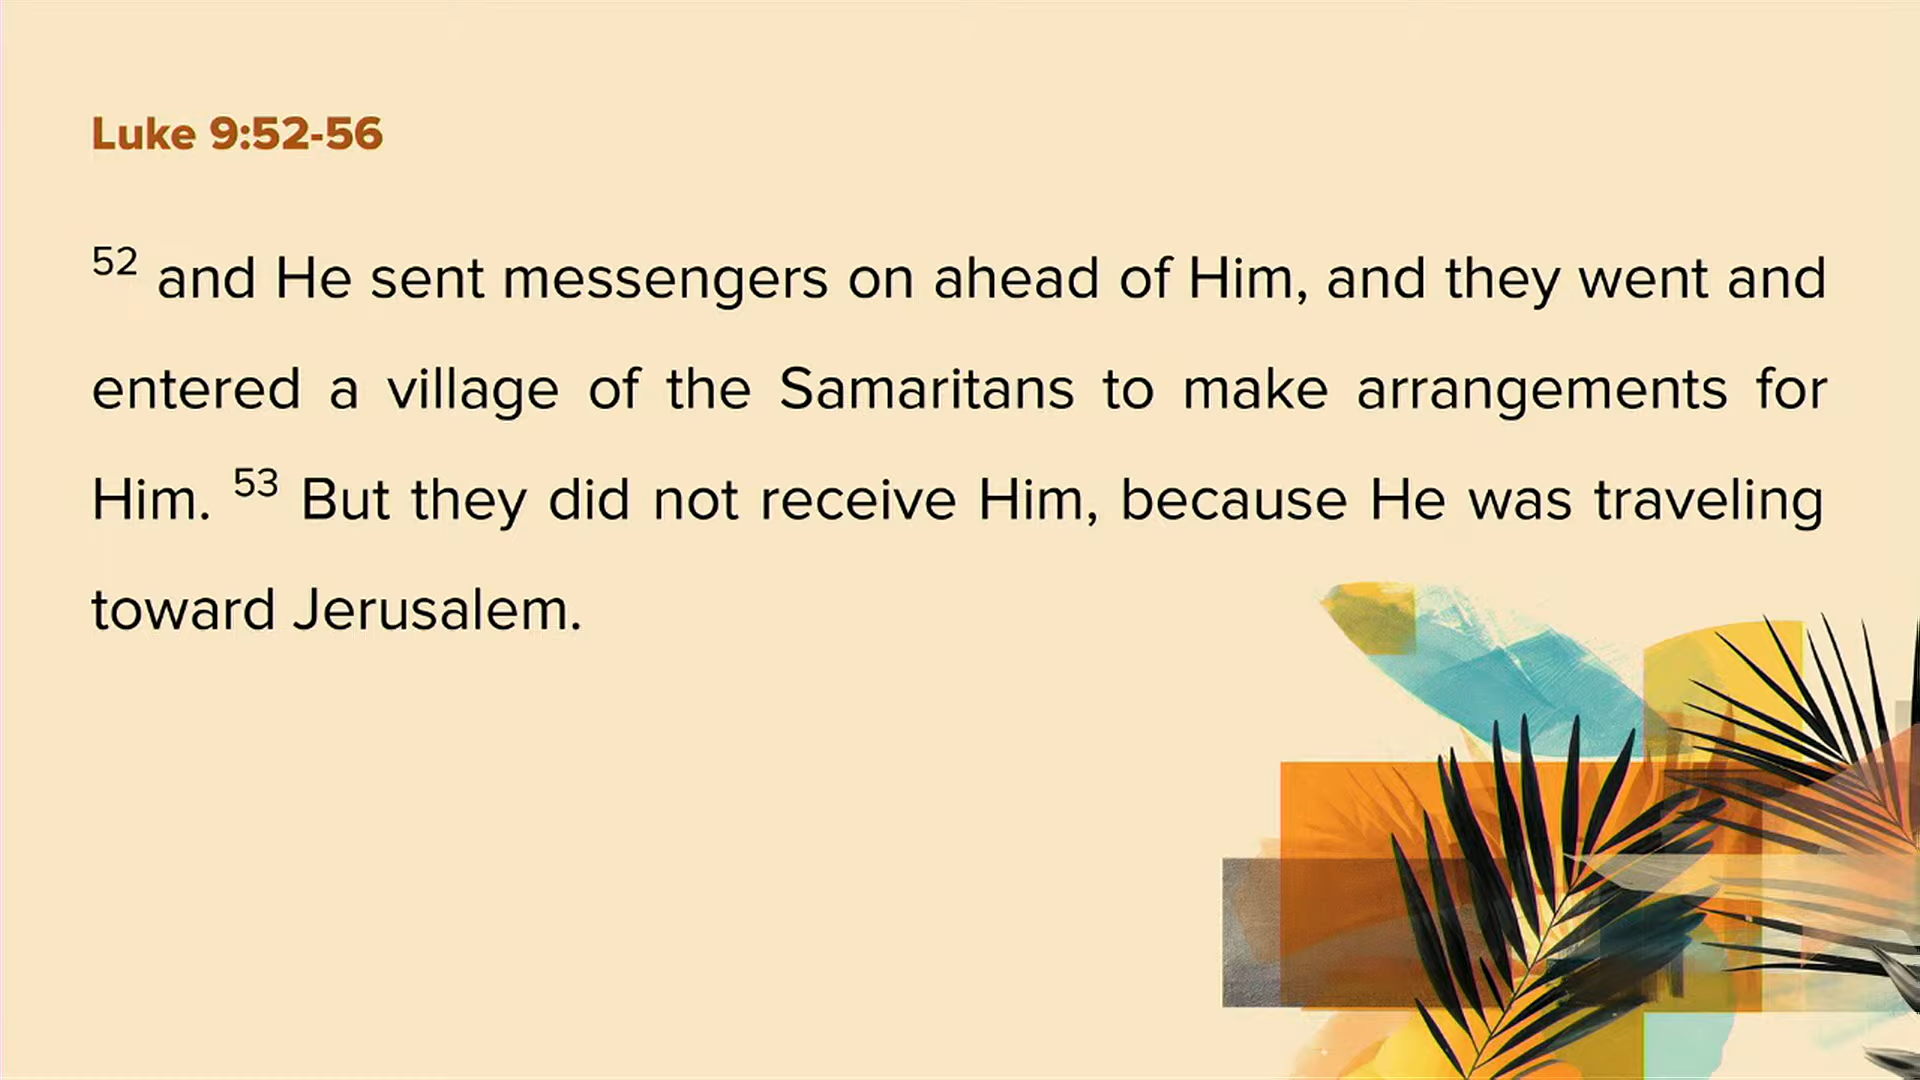 Luke 9:52-56
52 and He sent messengers on ahead of Him, and they went and
entered a village of the Samaritans to make arrangements for
Him. 53 But they did not receive Him, because He was traveling
toward Jerusalem.